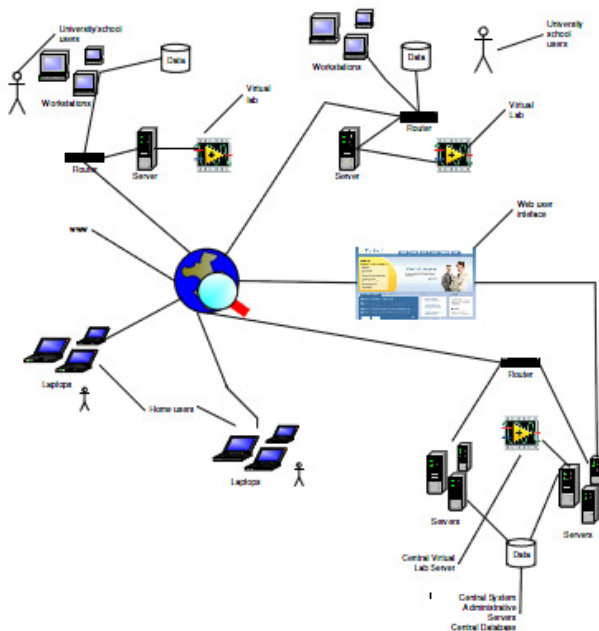 University/school
users
Data
Workstations
Virtual
lab
Router
Server
University
school
users
Data
Workstations
Router
Virtual
Lab
Server
www
Web user
inteface
Laptops
Home users
Laptops
Router
Servers
Servers
Data
Central Virtual
Lab Server
Central System
Administrative
Servers
Central Database